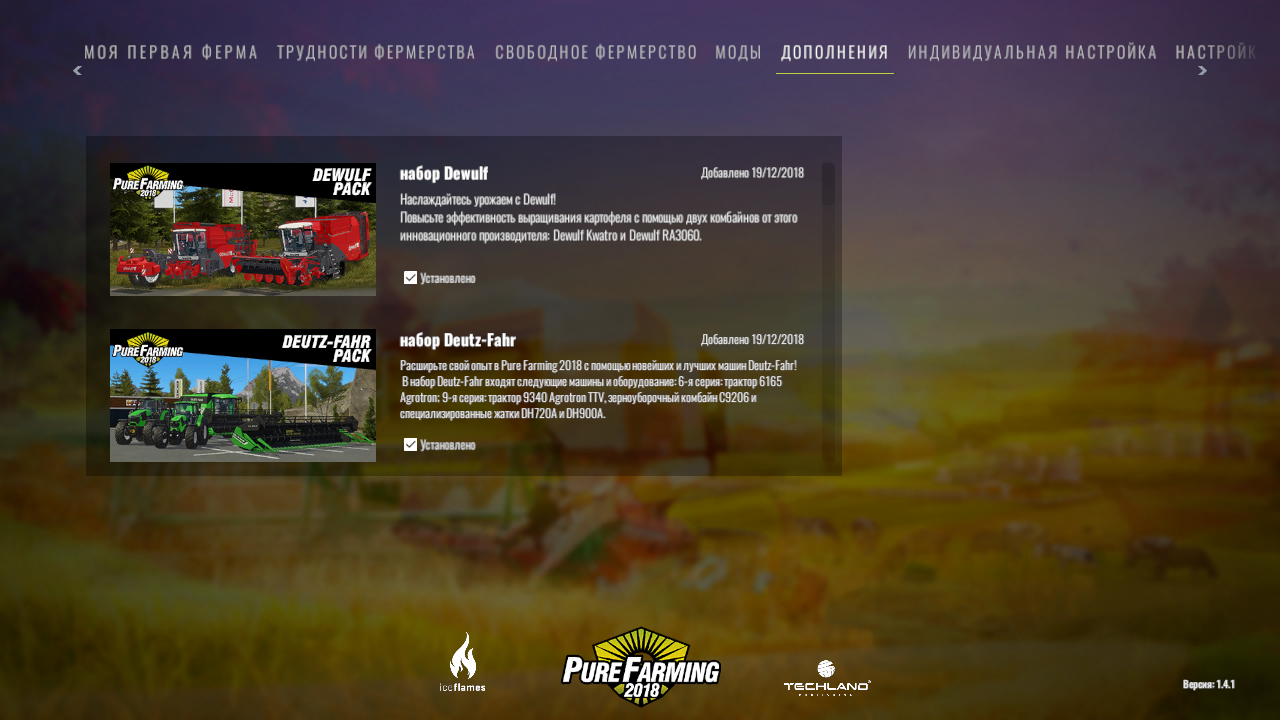 МОЯ ПЕРВАЯ ФЕРМА ТРУДНОСТИ ФЕРМЕРСТВА СВОБОДНОЕ ФЕРМЕРСТВО МОДЫ ДОПОЛНЕНИЯ ИНДИВИДУАЛЬНАЯ НАСТРОЙКА НАСТРОЙК
PURE FARMING
2018
DEWULF
PACK
набор Dewulf
Добавлено 19/12/2018
Наслаждайтесь урожаем с Dewulf!
Повысьте эффективность выращивания картофеля с помощью двух комбайнов от этого
инновационного производителя: Dewulf Kwatro и Dewulf RA3060.
Установлено
PURE FARMING
2018
DEUTZ-FAHR
PACK
набор Deutz-Fahr
Добавлено 19/12/2018
Расширьте свой опыт в Pure Farming 2018 с помощью новейших и лучших машин Deutz-Fahr!
В набор Deutz-Fahr входят следующие машины и оборудование: 6-я серия: трактор 6165
Agrotron; 9-я серия: трактор 9340 Agrotron TTV, зерноуборочный комбайн C9206 и
специализированные жатки DH720A и DH900A.
Установлено
iceflames
PURE FARMING
2018
TECHLAND
PUBLISHING
Версия: 1.4.1